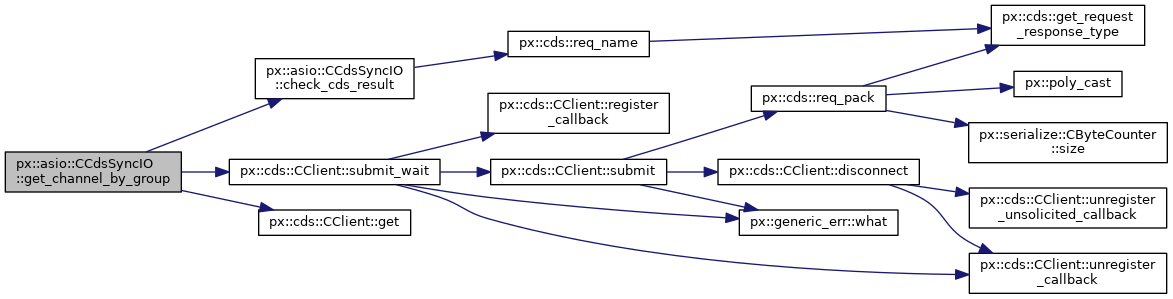 px::asio::CCdsSyncIO
::get_channel_by_group
px::asio::CCdsSyncIO
::check_cds_result
px::cds::CClient::submit_wait
px::cds::CClient::get
px::cds::req_name
px::cds::CClient::register
_callback
px::cds::CClient::submit
px::cds::req_pack
px::cds::CClient::disconnect
px::generic_err::what
px::cds::get_request
_response_type
px::poly_cast
px::serialize::CByteCounter
::size
px::cds::CClient::unregister
_unsolicited_callback
px::cds::CClient::unregister
_callback